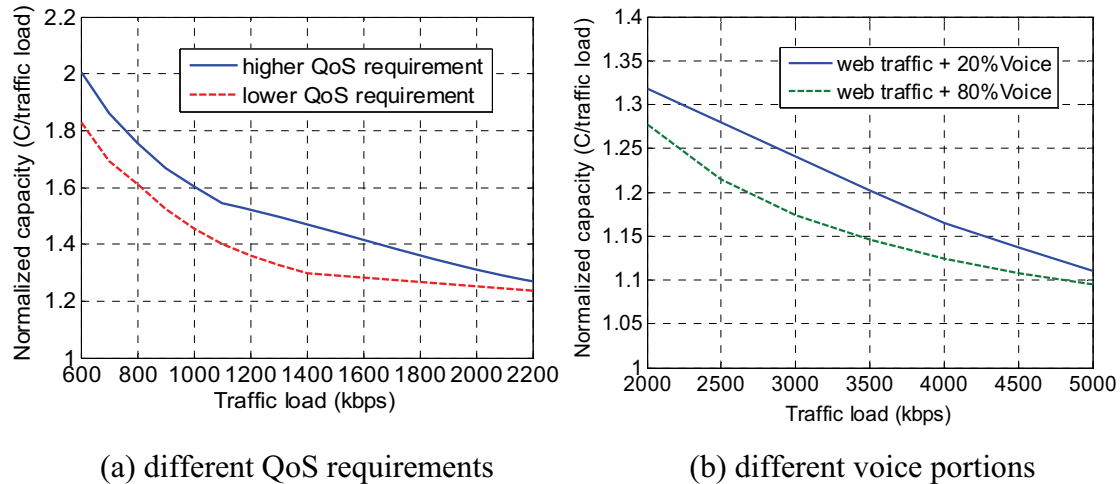 2.2
2
1.8
1.6
1.4
1.2
1
Normalized capacity (C/traffic load)
higher QoS requirement
lower QoS requirement
600 800 1000 1200 1400 1600 1800 2000 2200
Traffic load (kbps)
(a) different QoS requirements
1.4
1.35
1.3
1.25
1.2
1.15
1.1
1.05
1
Normalized capacity (C/traffic load)
web traffic + 20%Voice
web traffic + 80%Voice
2000 2500 3000 3500 4000 4500 5000
Traffic load (kbps)
(b) different voice portions